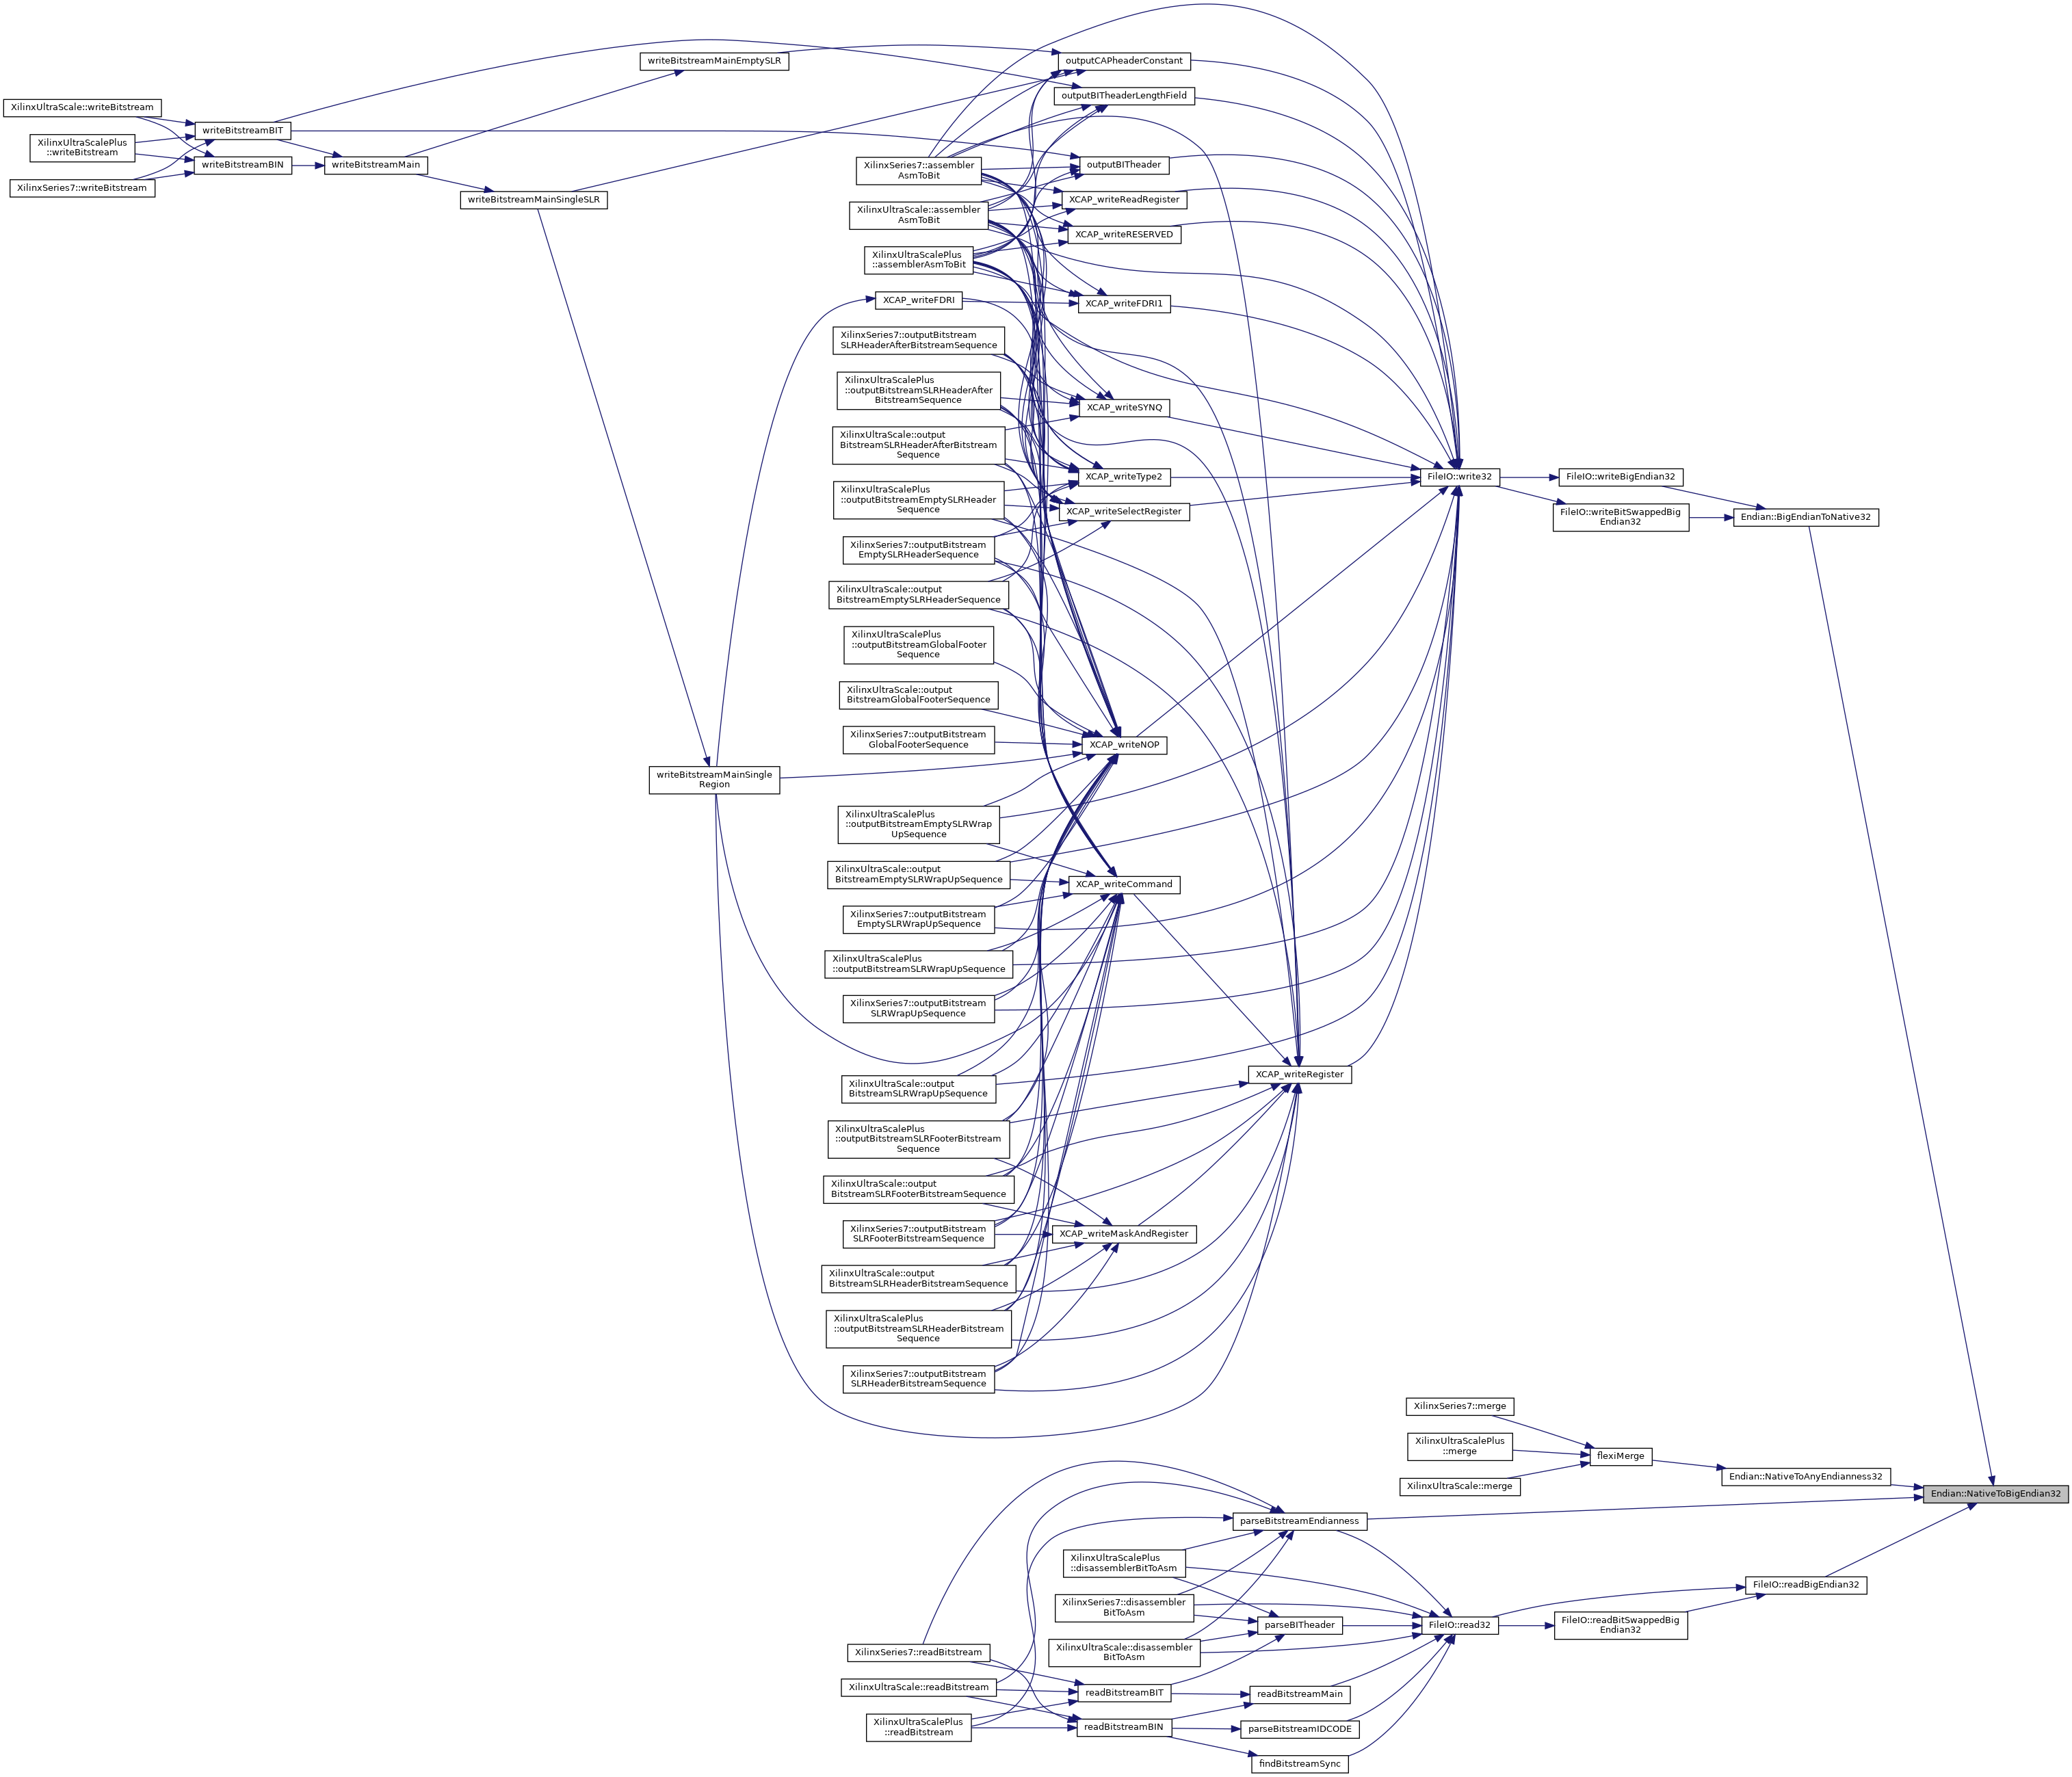 writeBitstreamMainEmptySLR
outputCAPheaderConstant
outputBITheaderLengthField
XilinxUltraScale::writeBitstream
writeBitstreamBIT
XilinxUltraScalePlus
::writeBitstream
writeBitstreamBIN
writeBitstreamMain
XilinxSeries7::writeBitstream
writeBitstreamMainSingleSLR
XilinxSeries7::assembler
AsmToBit
outputBITheader
XCAP_writeReadRegister
XilinxUltraScale::assembler
AsmToBit
XCAP_writeRESERVED
XilinxUltraScalePlus
::assemblerAsmToBit
XCAP_writeFDRI
XCAP_writeFDRI1
XilinxSeries7::outputBitstream
SLRHeaderAfterBitstreamSequence
XilinxUltraScalePlus
::outputBitstreamSLRHeaderAfter
BitstreamSequence
XCAP_writeSYNQ
XilinxUltraScale::output
BitstreamSLRHeaderAfterBitstream
Sequence
XCAP_writeType2
FileIO::write32
FileIO::writeBigEndian32
XilinxUltraScalePlus
::outputBitstreamEmptySLRHeader
Sequence
XCAP_writeSelectRegister
FileIO::writeBitSwappedBig
Endian32
Endian::BigEndianToNative32
XilinxSeries7::outputBitstream
EmptySLRHeaderSequence
XilinxUltraScale::output
BitstreamEmptySLRHeaderSequence
XilinxUltraScalePlus
::outputBitstreamGlobalFooter
Sequence
XilinxUltraScale::output
BitstreamGlobalFooterSequence
XilinxSeries7::outputBitstream
GlobalFooterSequence
XCAP_writeNOP
writeBitstreamMainSingle
Region
XilinxUltraScalePlus
::outputBitstreamEmptySLRWrap
UpSequence
XilinxUltraScale::output
BitstreamEmptySLRWrapUpSequence
XCAP_writeCommand
XilinxSeries7::outputBitstream
EmptySLRWrapUpSequence
XilinxUltraScalePlus
::outputBitstreamSLRWrapUpSequence
XilinxSeries7::outputBitstream
SLRWrapUpSequence
XCAP_writeRegister
XilinxUltraScale::output
BitstreamSLRWrapUpSequence
XilinxUltraScalePlus
::outputBitstreamSLRFooterBitstream
Sequence
XilinxUltraScale::output
BitstreamSLRFooterBitstreamSequence
XilinxSeries7::outputBitstream
SLRFooterBitstreamSequence
XCAP_writeMaskAndRegister
XilinxUltraScale::output
BitstreamSLRHeaderBitstreamSequence
XilinxUltraScalePlus
::outputBitstreamSLRHeaderBitstream
Sequence
XilinxSeries7::outputBitstream
SLRHeaderBitstreamSequence
XilinxSeries7::merge
XilinxUltraScalePlus
::merge
flexiMerge
XilinxUltraScale::merge
Endian::NativeToAnyEndianness32
Endian::NativeToBigEndian32
parseBitstreamEndianness
XilinxUltraScalePlus
::disassemblerBitToAsm
FileIO::readBigEndian32
XilinxSeries7::disassembler
BitToAsm
parseBITheader
FileIO::read32
FileIO::readBitSwappedBig
Endian32
XilinxUltraScale::disassembler
BitToAsm
XilinxSeries7::readBitstream
XilinxUltraScale::readBitstream
readBitstreamBIT
readBitstreamMain
XilinxUltraScalePlus
::readBitstream
readBitstreamBIN
parseBitstreamIDCODE
findBitstreamSync